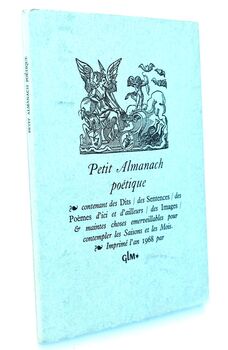 PETIT ALMANACH POÉTIQUE
Petit Almanach
poétique
❧ contenant des Dits / des Sentences / des
Poèmes d'ici et d'ailleurs / des Images /
& maintes choses emerveillables pour
contempler les Saisons et les Mois.
❧ Imprimé l'an 1968 par
GLM